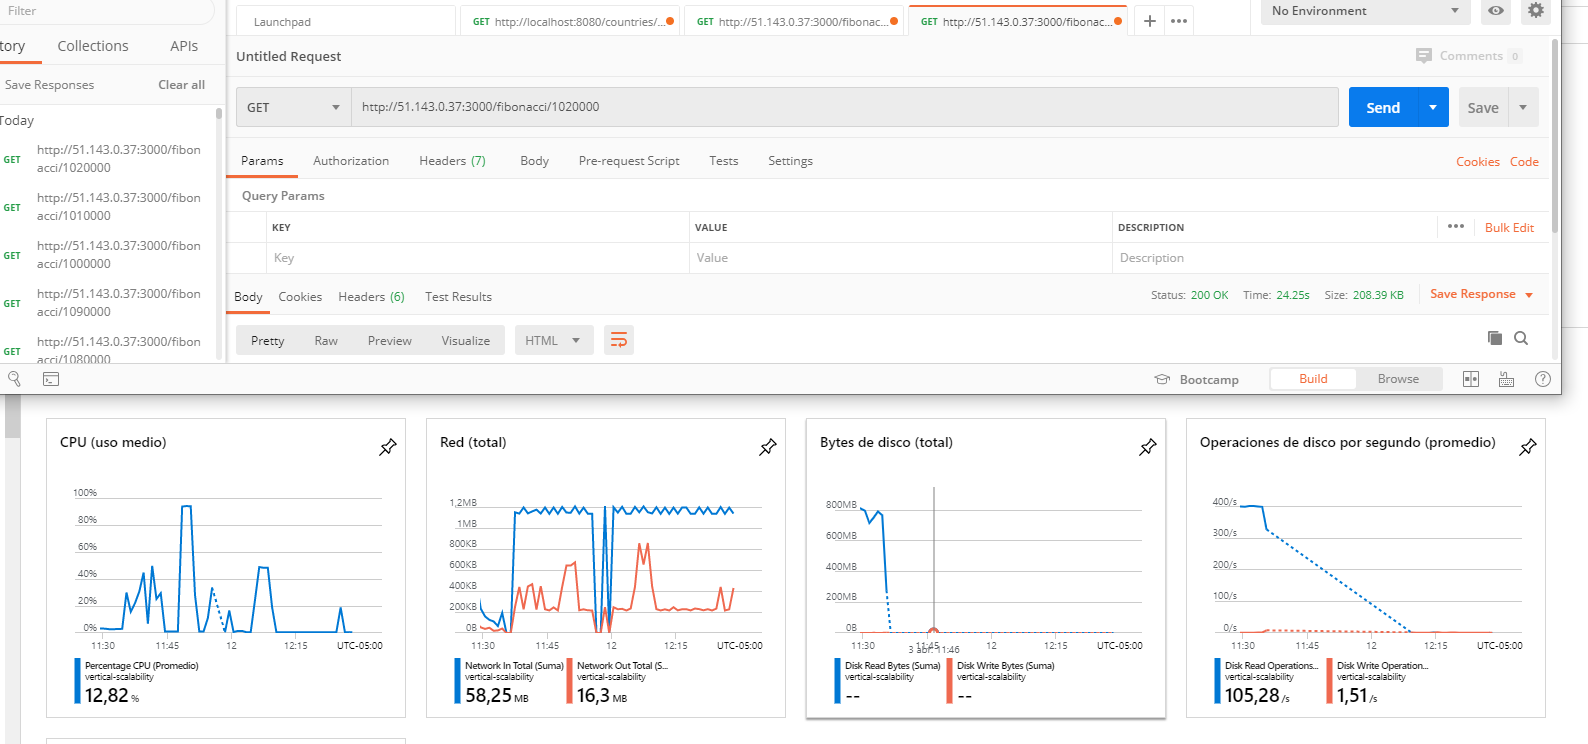 Filter
Launchpad
GET http://localhost:8080/countries/...
GET http://51.143.0.37:3000/fibonac...
GET http://51.143.0.37:3000/fibonac...
No Environment
tory Collections APIs
Untitled Request
Comments 0
Save Responses Clear all
GET
http://51.143.0.37:3000/fibonacci/1020000
Send
Save
Today
GET http://51.143.0.37:3000/fibon
acci/1020000
GET http://51.143.0.37:3000/fibon
acci/1010000
GET http://51.143.0.37:3000/fibon
acci/1000000
GET http://51.143.0.37:3000/fibon
acci/1090000
GET http://51.143.0.37:3000/fibon
acci/1080000
Params Authorization Headers (7) Body Pre-request Script Tests Settings
Cookies Code
Query Params
KEY VALUE DESCRIPTION
Bulk Edit
Key Value Description
Body Cookies Headers (6) Test Results
Status: 200 OK Time: 24.25s Size: 208.39 KB
Save Response
Pretty Raw Preview Visualize HTML
Bootcamp Build Browse
CPU (uso medio)
100%
80%
60%
40%
20%
0%
11:30 11:45 12 12:15 UTC-05:00
Percentage CPU (Promedio)
vertical-scalability
12,82 %
Red (total)
1,2MB
1MB
800KB
600KB
400KB
200KB
0B
11:30 11:45 12 12:15 UTC-05:00
Network In Total (Suma)
vertical-scalability
58,25 MB
Network Out Total (S...
vertical-scalability
16,3 MB
Bytes de disco (total)
800MB
600MB
400MB
200MB
0B
11:30 11:45 12 12:15 UTC-05:00
3 abr. 11:46
Disk Read Bytes (Suma)
vertical-scalability
--
Disk Write Bytes (Suma)
vertical-scalability
--
Operaciones de disco por segundo (promedio)
400/s
300/s
200/s
100/s
0/s
11:30 11:45 12 12:15 UTC-05:00
Disk Read Operations...
vertical-scalability
105,28 /s
Disk Write Operation...
vertical-scalability
1,51 /s